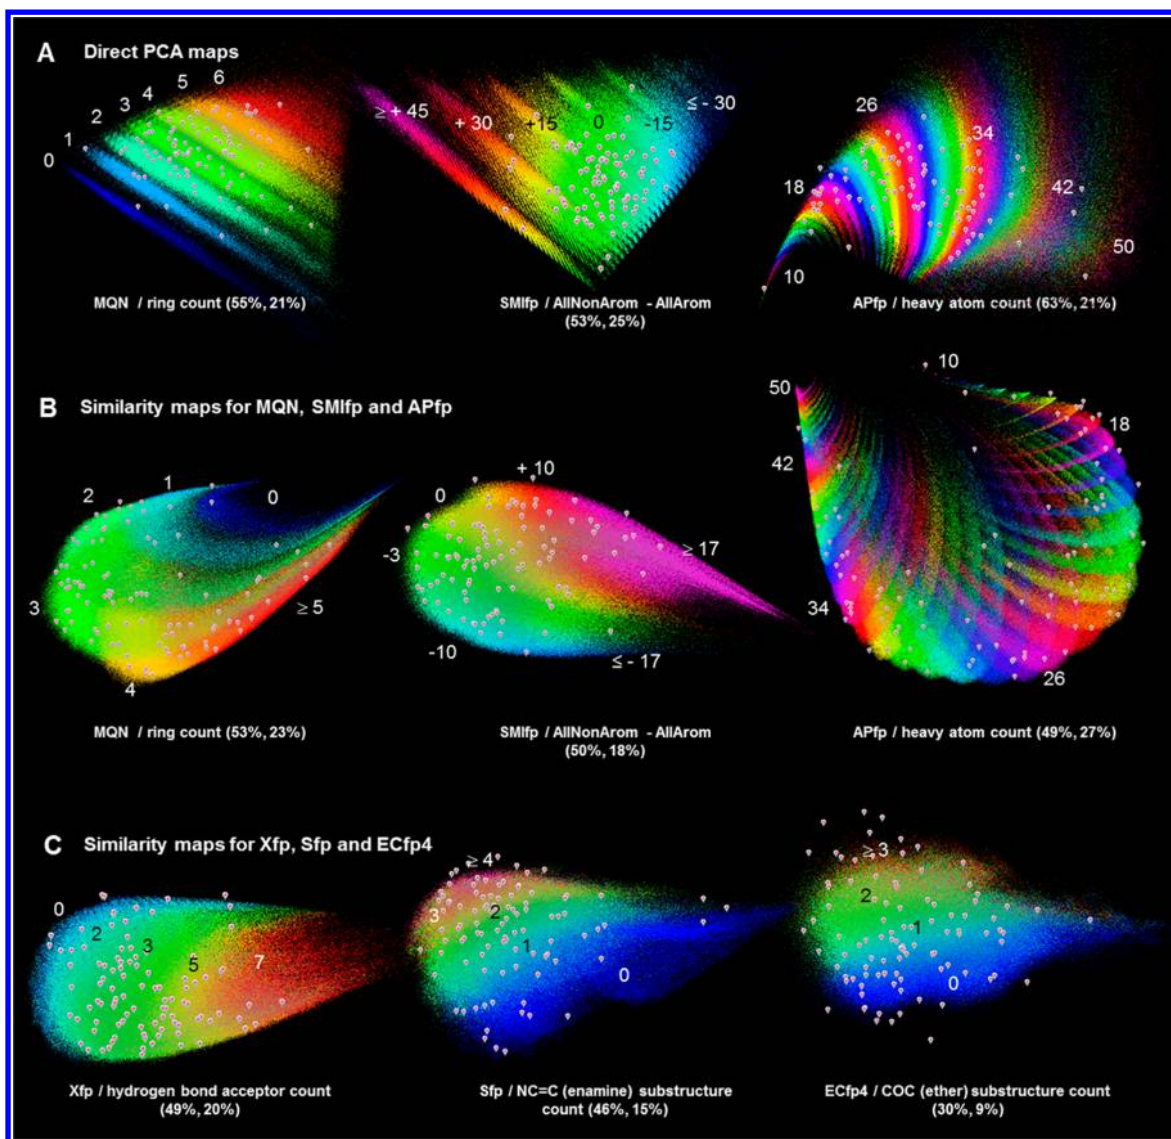 A Direct PCA maps
0 1 2 3 4 5 6
≥ + 45 + 30 +15 0 -15 ≤ - 30
10 18 26 34 42 50
MQN / ring count (55%, 21%)
SMIfp / AllNonArom - AllArom
(53%, 25%)
APfp / heavy atom count (63%, 21%)
B Similarity maps for MQN, SMIfp and APfp
0 1 2 3 4 ≥ 5
+ 10 0 -3 -10 ≤ - 17 ≥ 17
10 18 26 34 42 50
MQN / ring count (53%, 23%)
SMIfp / AllNonArom - AllArom
(50%, 18%)
APfp / heavy atom count (49%, 27%)
C Similarity maps for Xfp, Sfp and ECfp4
0 2 3 5 7
≥ 4 3 2 1 0
≥ 3 2 1 0
Xfp / hydrogen bond acceptor count
(49%, 20%)
Sfp / NC=C (enamine) substructure
count (46%, 15%)
ECfp4 / COC (ether) substructure count
(30%, 9%)